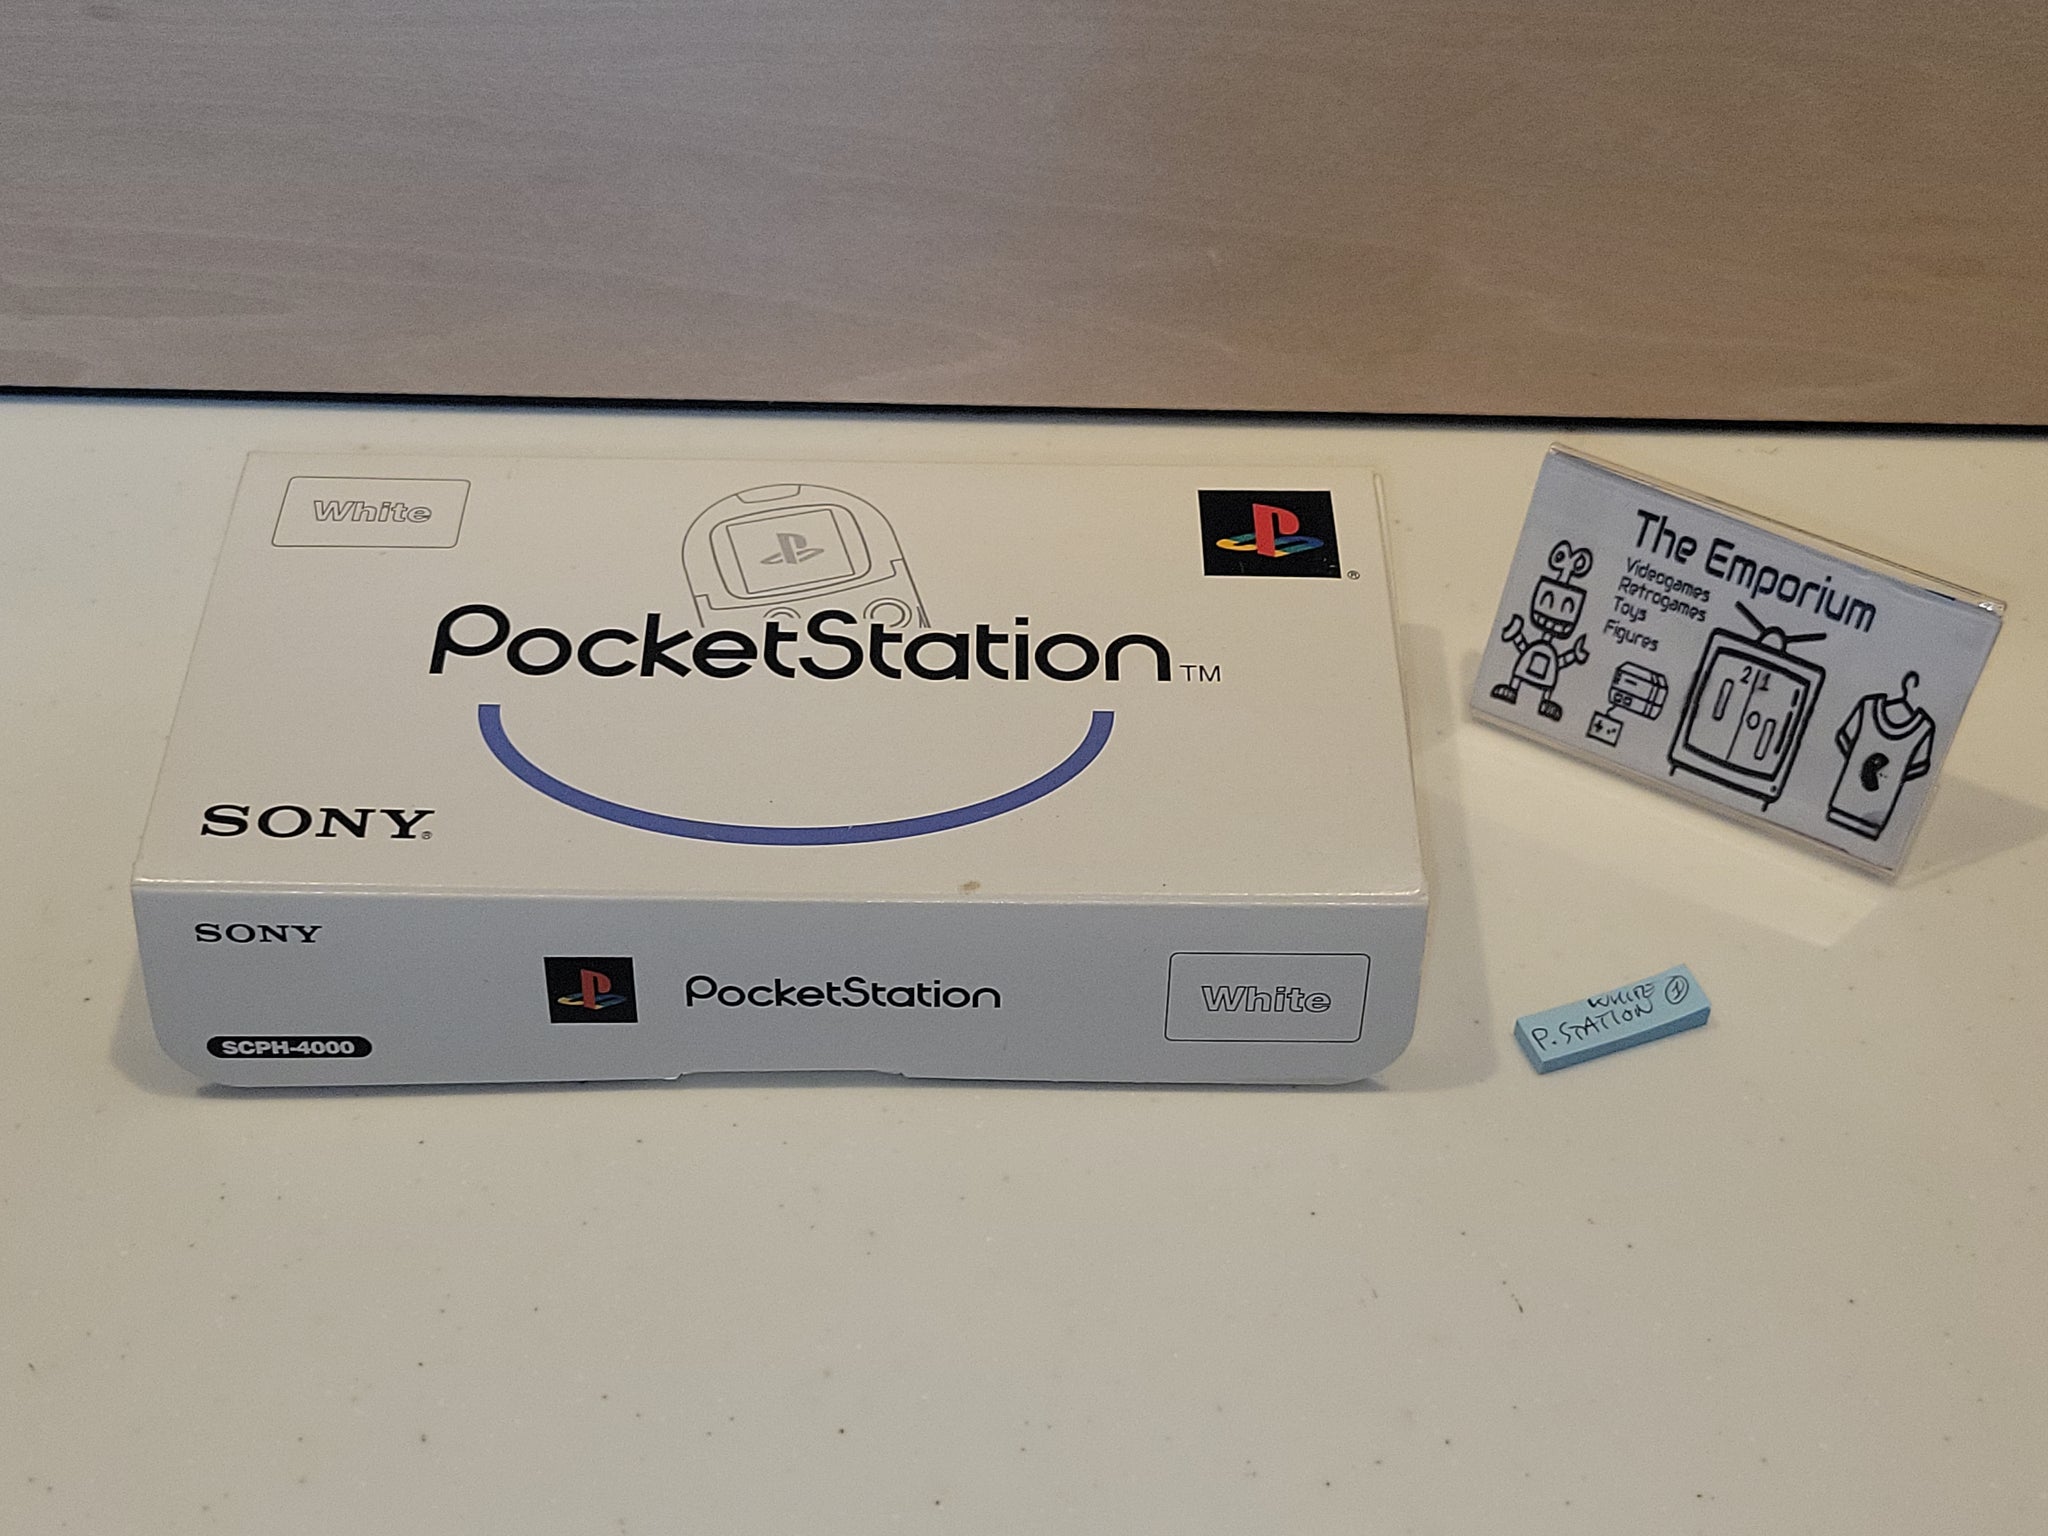 White
PocketStation™
SONY®
SONY
PocketStation
White
SCPH-4000
The Emporium
Videogames
Retrogames
Toys
Figures
2 1
WHITE ①
P. STATION